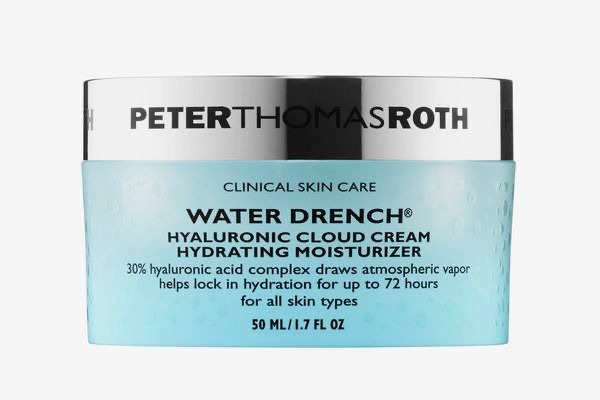 PETERTHOMASROTH
CLINICAL SKIN CARE
WATER DRENCH®
HYALURONIC CLOUD CREAM
HYDRATING MOISTURIZER
30% hyaluronic acid complex draws atmospheric vapor
helps lock in hydration for up to 72 hours
for all skin types
50 ML/1.7 FL OZ